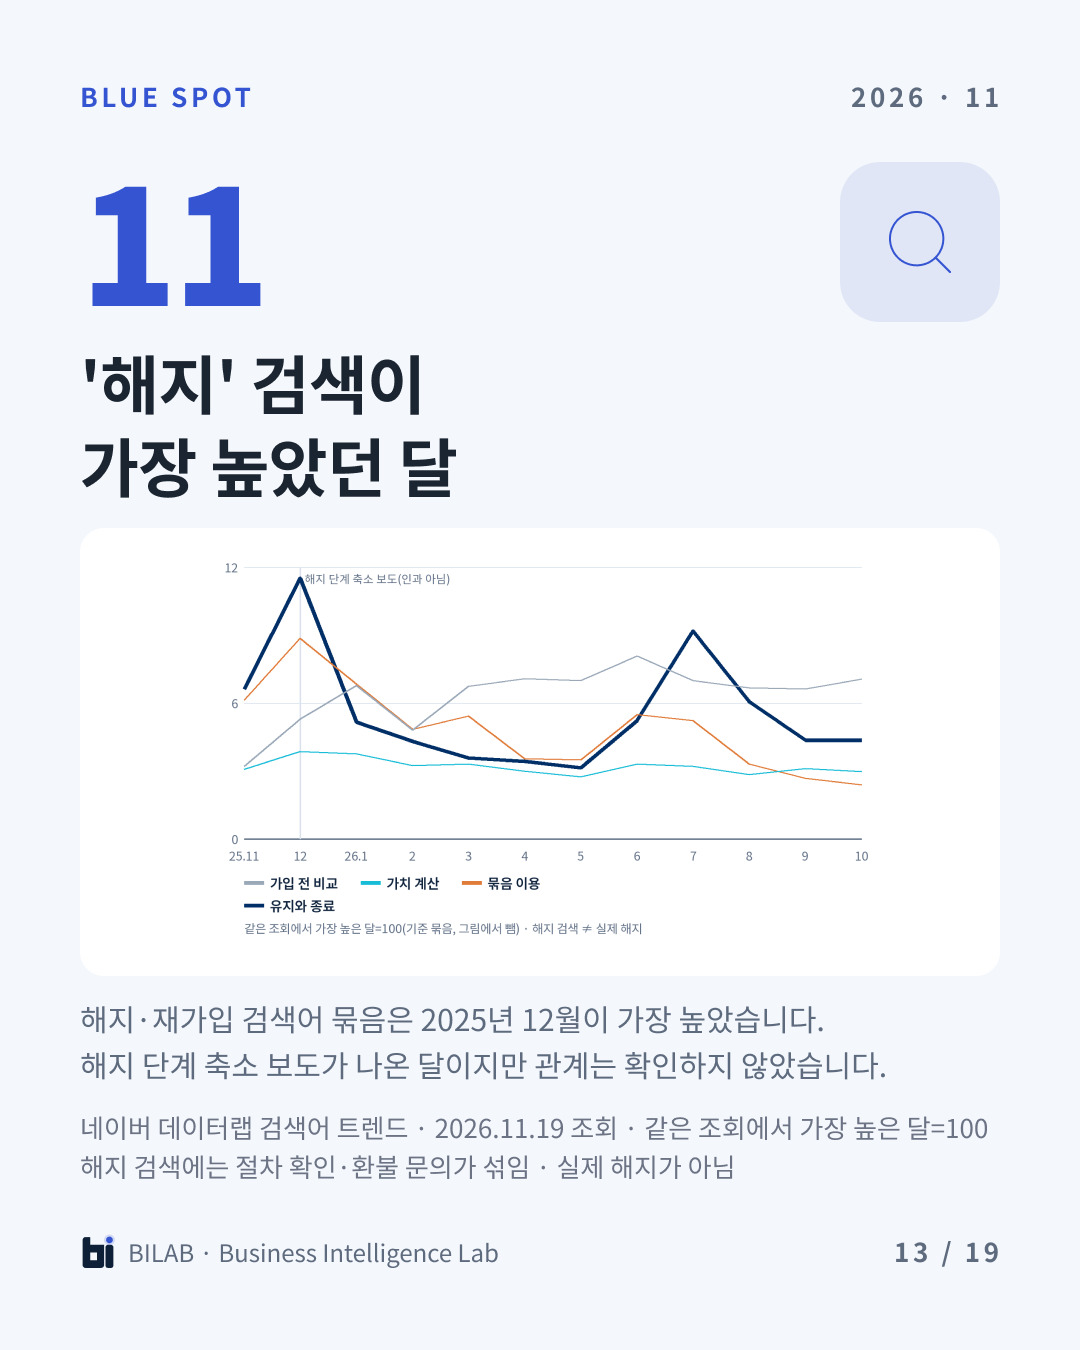 BLUE SPOT
2026 · 11
11
'해지' 검색이
가장 높았던 달
12
해지 단계 축소 보도(인과 아님)
6
0
25.11 12 26.1 2 3 4 5 6 7 8 9 10
가입 전 비교 가치 계산 묶음 이용
유지와 종료
같은 조회에서 가장 높은 달=100(기준 묶음, 그림에서 뺌) · 해지 검색 ≠ 실제 해지
해지·재가입 검색어 묶음은 2025년 12월이 가장 높았습니다.
해지 단계 축소 보도가 나온 달이지만 관계는 확인하지 않았습니다.
네이버 데이터랩 검색어 트렌드 · 2026.11.19 조회 · 같은 조회에서 가장 높은 달=100
해지 검색에는 절차 확인·환불 문의가 섞임 · 실제 해지가 아님
bi BILAB · Business Intelligence Lab
13 / 19